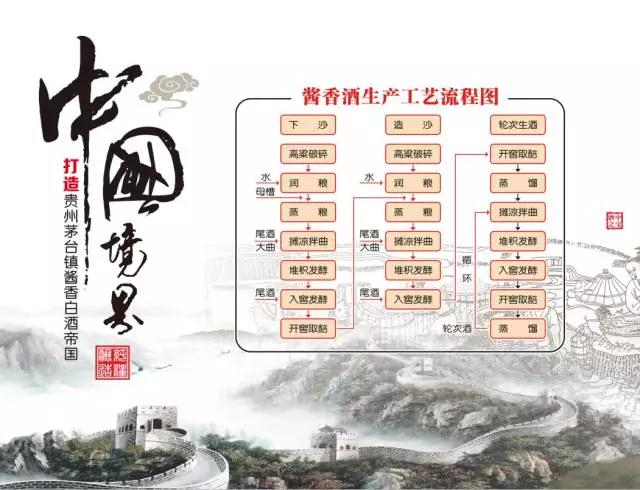 中國境界
打造贵州茅台镇酱香白酒帝国
酱香酒生产工艺流程图
下沙
高粱破碎
水
母槽
润粮
蒸粮
尾酒
大曲
摊凉拌曲
堆积发酵
尾酒
入窖发酵
开窖取醅
造沙
高粱破碎
水
润粮
蒸粮
尾酒
大曲
摊凉拌曲
堆积发酵
尾酒
入窖发酵
轮次生酒
开窖取醅
蒸馏
摊凉拌曲
堆积发酵
循环
入窖发酵
开窖取醅
轮次酒
蒸馏